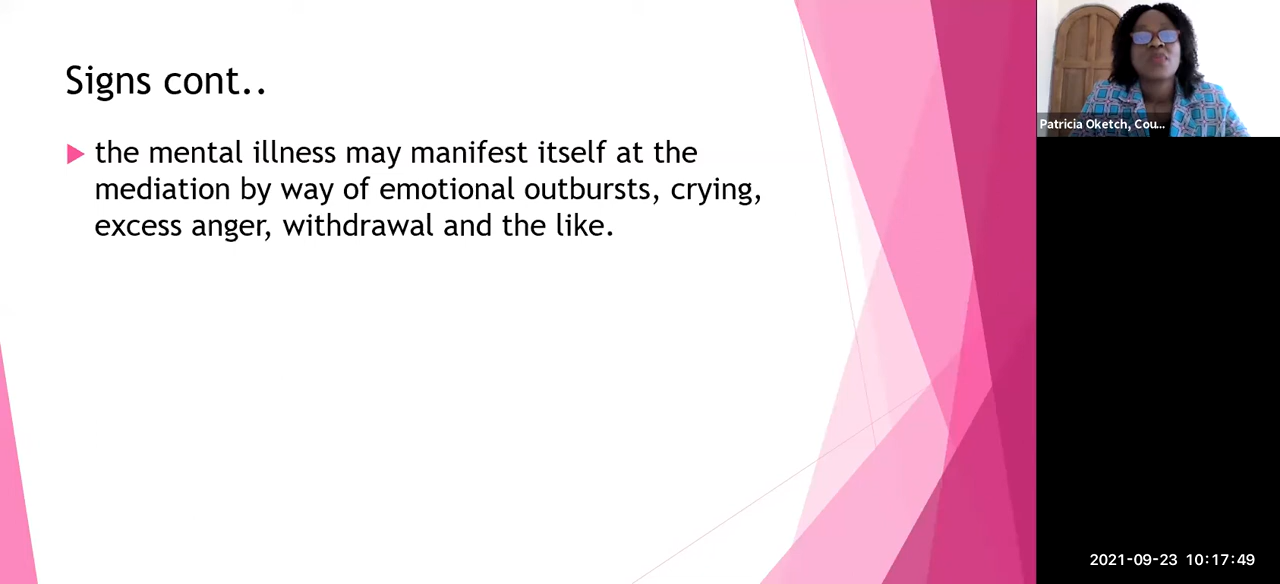 Signs cont..
the mental illness may manifest itself at the
mediation by way of emotional outbursts, crying,
excess anger, withdrawal and the like.
Patricia Oketch, Cou...
2021-09-23 10:17:49